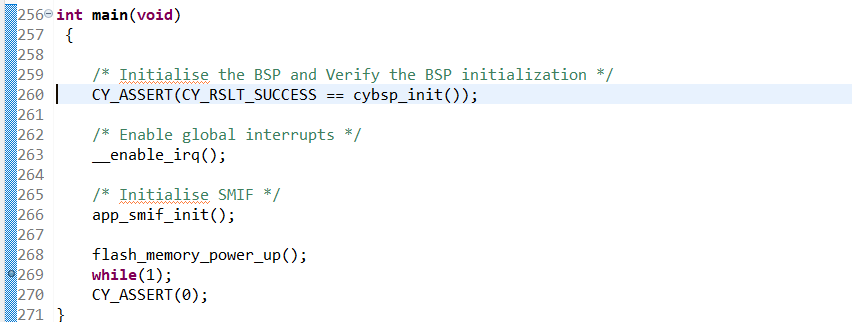 256 int main(void)
257 {
258
259 /* Initialise the BSP and Verify the BSP initialization */
260 CY_ASSERT(CY_RSLT_SUCCESS == cybsp_init());
261
262 /* Enable global interrupts */
263 __enable_irq();
264
265 /* Initialise SMIF */
266 app_smif_init();
267
268 flash_memory_power_up();
269 while(1);
270 CY_ASSERT(0);
271 }